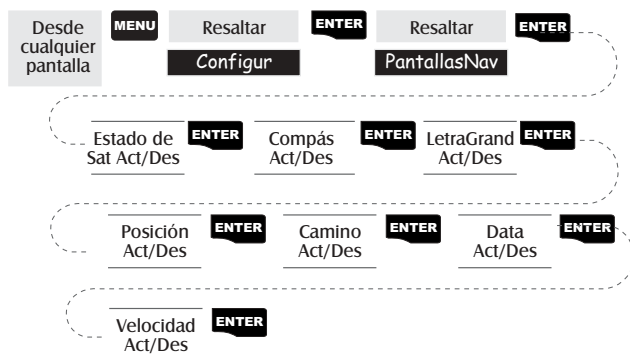 Desde
cualquier
pantalla
MENU
Resaltar
Configur
ENTER
Resaltar
PantallasNav
ENTER
Estado de
Sat Act/Des
ENTER
Compás
Act/Des
ENTER
LetraGrand
Act/Des
ENTER
Posición
Act/Des
ENTER
Camino
Act/Des
ENTER
Data
Act/Des
ENTER
Velocidad
Act/Des
ENTER